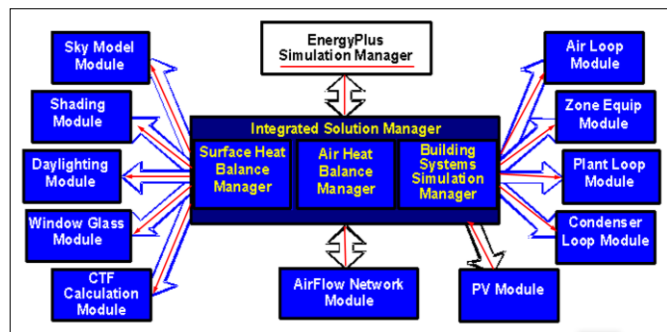 EnergyPlus
Simulation Manager
Sky Model
Module
Shading
Module
Daylighting
Module
Window Glass
Module
CTF
Calculation
Module
Integrated Solution Manager
Surface Heat
Balance
Manager
Air Heat
Balance
Manager
Building
Systems
Simulation
Manager
Air Loop
Module
Zone Equip
Module
Plant Loop
Module
Condenser
Loop Module
AirFlow Network
Module
PV Module